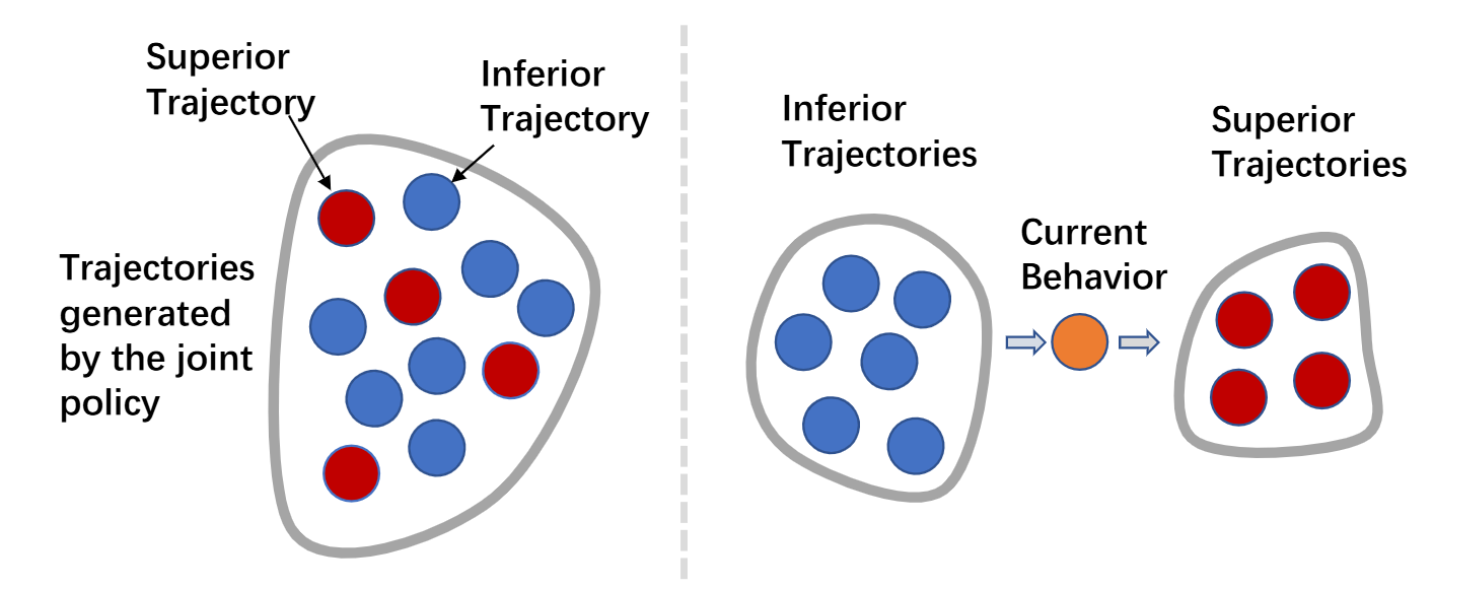 Superior
Trajectory
Inferior
Trajectory
Trajectories
generated
by the joint
policy
Inferior
Trajectories
Current
Behavior
Superior
Trajectories